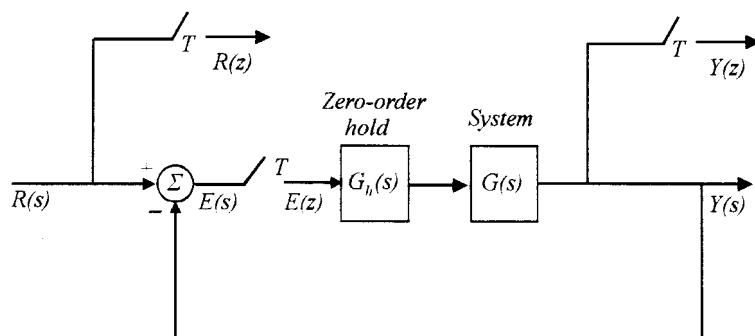 T
R(z)
T
Y(z)
Zero-order
hold
System
+
Σ
T
G_h(s)
G(s)
R(s)
−
E(s)
E(z)
Y(s)